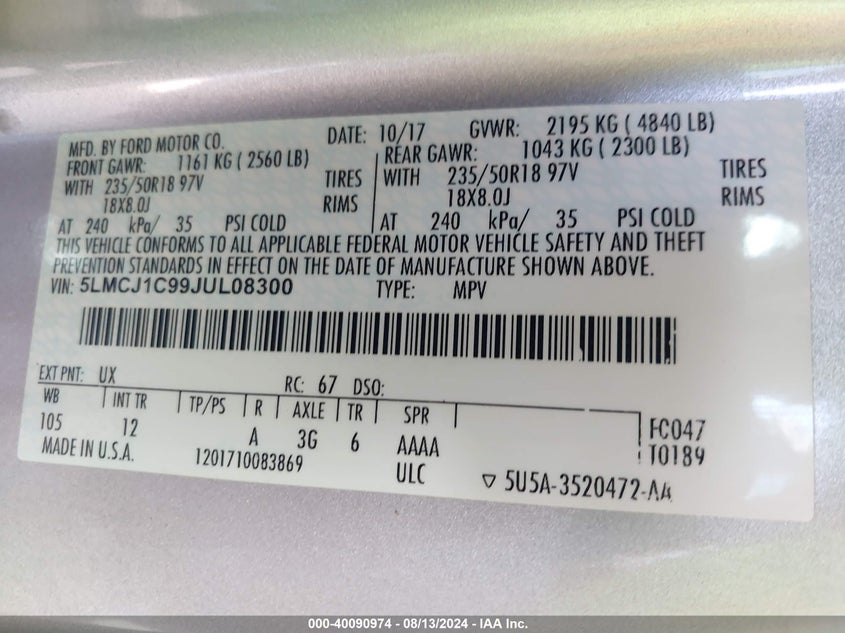 MFD. BY FORD MOTOR CO. DATE: 10/17 GVWR: 2195 KG ( 4840 LB)
FRONT GAWR: 1161 KG ( 2560 LB) REAR GAWR: 1043 KG ( 2300 LB)
WITH 235/50R18 97V TIRES WITH 235/50R18 97V TIRES
18X8.0J RIMS 18X8.0J RIMS
AT 240 kPa/ 35 PSI COLD AT 240 kPa/ 35 PSI COLD
THIS VEHICLE CONFORMS TO ALL APPLICABLE FEDERAL MOTOR VEHICLE SAFETY AND THEFT
PREVENTION STANDARDS IN EFFECT ON THE DATE OF MANUFACTURE SHOWN ABOVE.
VIN: 5LMCJ1C99JUL08300 TYPE: MPV
EXT PNT: UX RC: 67 DSO:
WB INT TR TP/PS R AXLE TR SPR
105 12 A 3G 6 AAAA FC047
MADE IN U.S.A. 1201710083869 ULC T0189
5U5A-3520472-AA
000-40090974 - 08/13/2024 - IAA Inc.